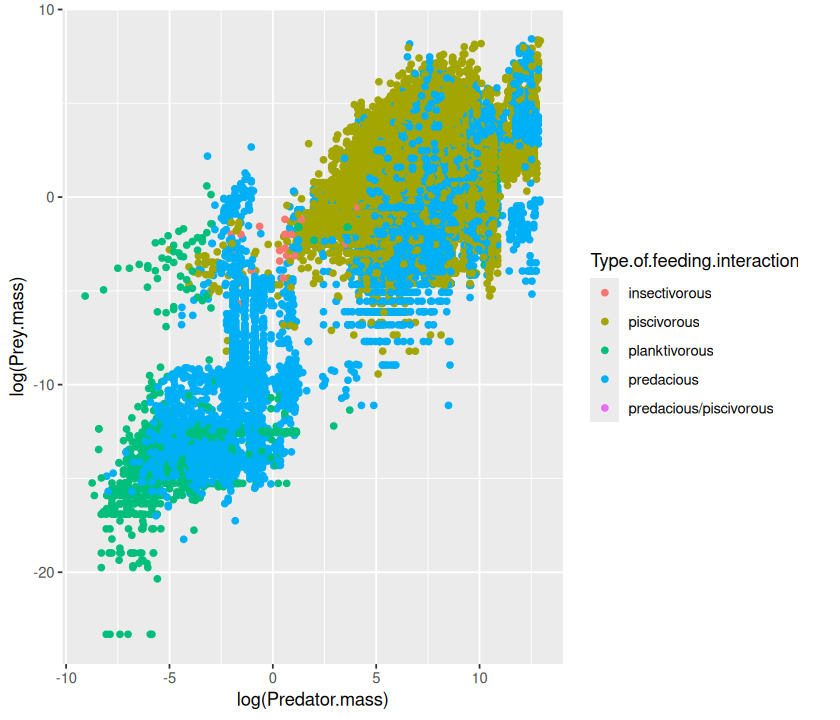 10
0
-10
-20
log(Prey.mass)
-10
-5
0
5
10
log(Predator.mass)
Type.of.feeding.interaction
insectivorous
piscivorous
planktivorous
predacious
predacious/piscivorous